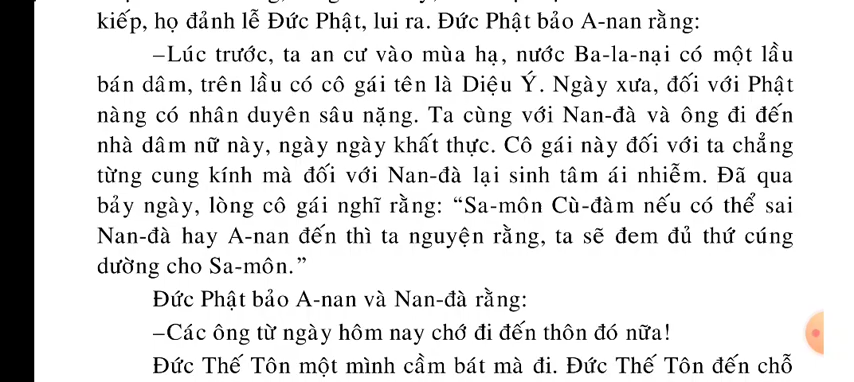 kiếp, họ đảnh lễ Đức Phật, lui ra. Đức Phật bảo A-nan rằng:
–Lúc trước, ta an cư vào mùa hạ, nước Ba-la-nại có một lầu
bán dâm, trên lầu có cô gái tên là Diệu Ý. Ngày xưa, đối với Phật
nàng có nhân duyên sâu nặng. Ta cùng với Nan-đà và ông đi đến
nhà dâm nữ này, ngày ngày khất thực. Cô gái này đối với ta chẳng
từng cung kính mà đối với Nan-đà lại sinh tâm ái nhiễm. Đã qua
bảy ngày, lòng cô gái nghĩ rằng: “Sa-môn Cù-đàm nếu có thể sai
Nan-đà hay A-nan đến thì ta nguyện rằng, ta sẽ đem đủ thứ cúng
dường cho Sa-môn.”
Đức Phật bảo A-nan và Nan-đà rằng:
–Các ông từ ngày hôm nay chớ đi đến thôn đó nữa!
Đức Thế Tôn một mình cầm bát mà đi. Đức Thế Tôn đến chỗ